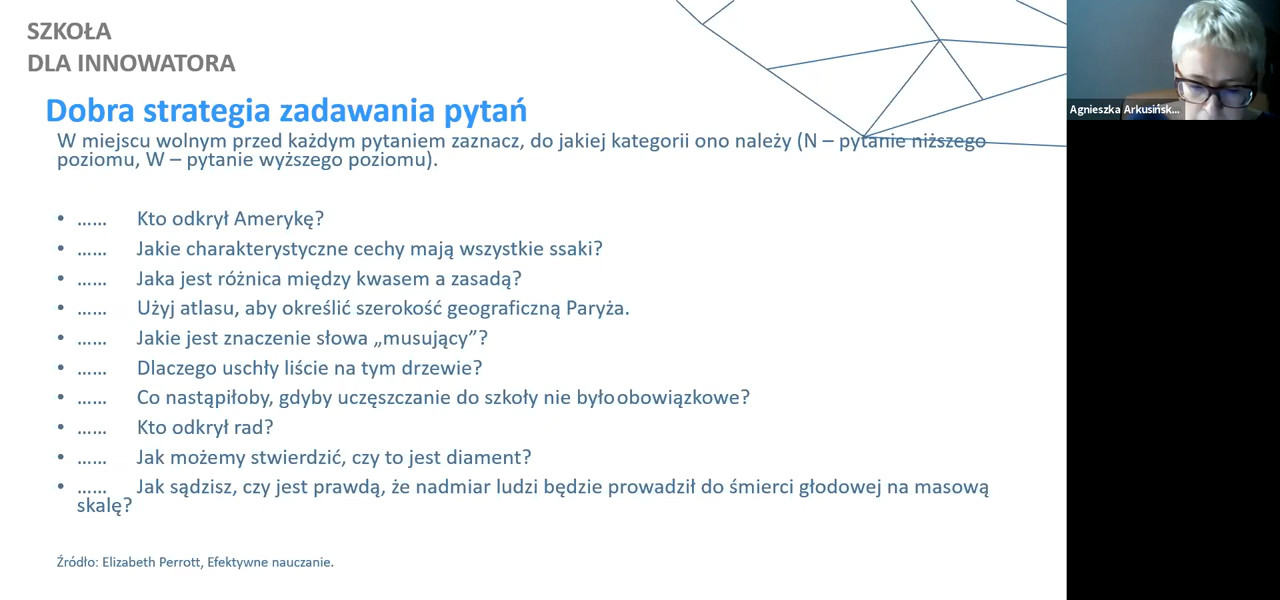 SZKOŁA
DLA INNOWATORA
Dobra strategia zadawania pytań
W miejscu wolnym przed każdym pytaniem zaznacz, do jakiej kategorii ono należy (N – pytanie niższego
poziomu, W – pytanie wyższego poziomu).
• ...... Kto odkrył Amerykę?
• ...... Jakie charakterystyczne cechy mają wszystkie ssaki?
• ...... Jaka jest różnica między kwasem a zasadą?
• ...... Użyj atlasu, aby określić szerokość geograficzną Paryża.
• ...... Jakie jest znaczenie słowa „musujący”?
• ...... Dlaczego uschły liście na tym drzewie?
• ...... Co nastąpiłoby, gdyby uczęszczanie do szkoły nie było obowiązkowe?
• ...... Kto odkrył rad?
• ...... Jak możemy stwierdzić, czy to jest diament?
• ...... Jak sądzisz, czy jest prawdą, że nadmiar ludzi będzie prowadził do śmierci głodowej na masową
skalę?
Źródło: Elizabeth Perrott, Efektywne nauczanie.
Agnieszka Arkusińsk...